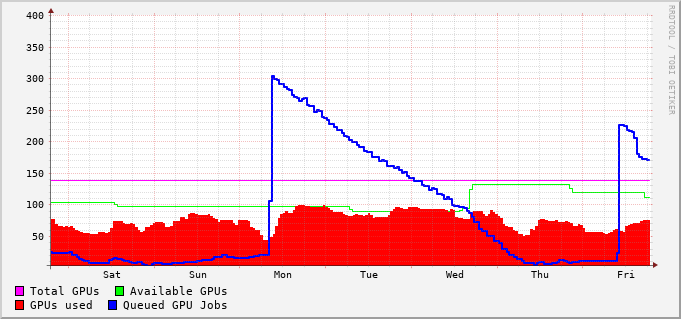 400
350
300
250
200
150
100
50
Sat Sun Mon Tue Wed Thu Fri
Total GPUs Available GPUs
GPUs used Queued GPU Jobs
RRDTOOL / TOBI OETIKER